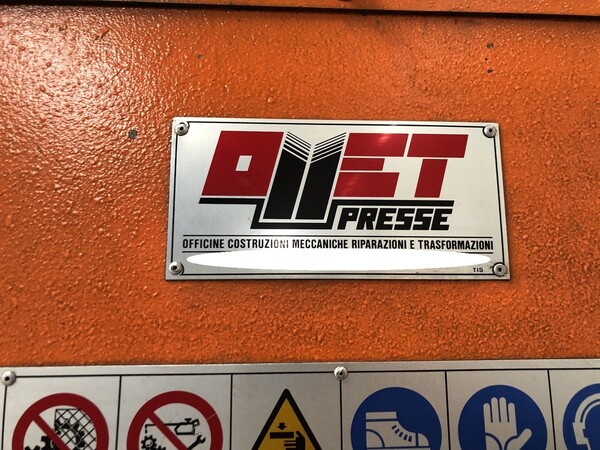 OMET
PRESSE
OFFICINE COSTRUZIONI MECCANICHE RIPARAZIONI E TRASFORMAZIONI
TIS